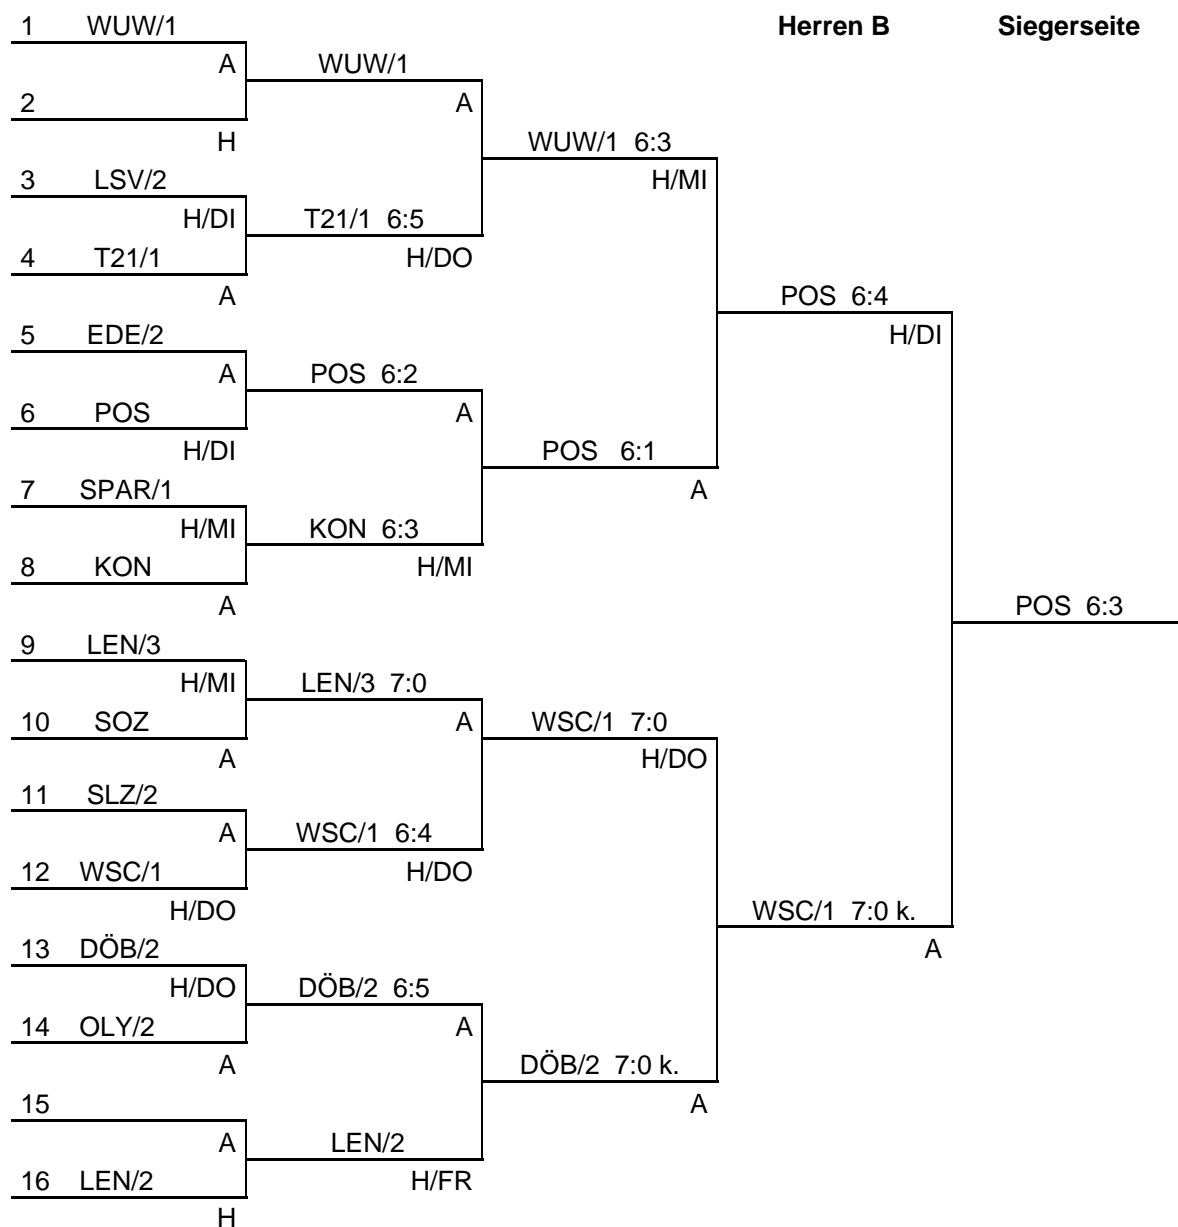 1 WUW/1 Herren B Siegerseite
A WUW/1
2 A
H WUW/1 6:3
3 LSV/2 H/MI
H/DI T21/1 6:5
4 T21/1 H/DO
A POS 6:4
5 EDE/2 H/DI
A POS 6:2
6 POS A
H/DI POS 6:1
7 SPAR/1 A
H/MI KON 6:3
8 KON H/MI
A POS 6:3
9 LEN/3
H/MI LEN/3 7:0
10 SOZ A WSC/1 7:0
A H/DO
11 SLZ/2
A WSC/1 6:4
12 WSC/1 H/DO
H/DO WSC/1 7:0 k.
13 DÖB/2 A
H/DO DÖB/2 6:5
14 OLY/2 A
A DÖB/2 7:0 k.
15 A
A LEN/2
16 LEN/2 H/FR
H